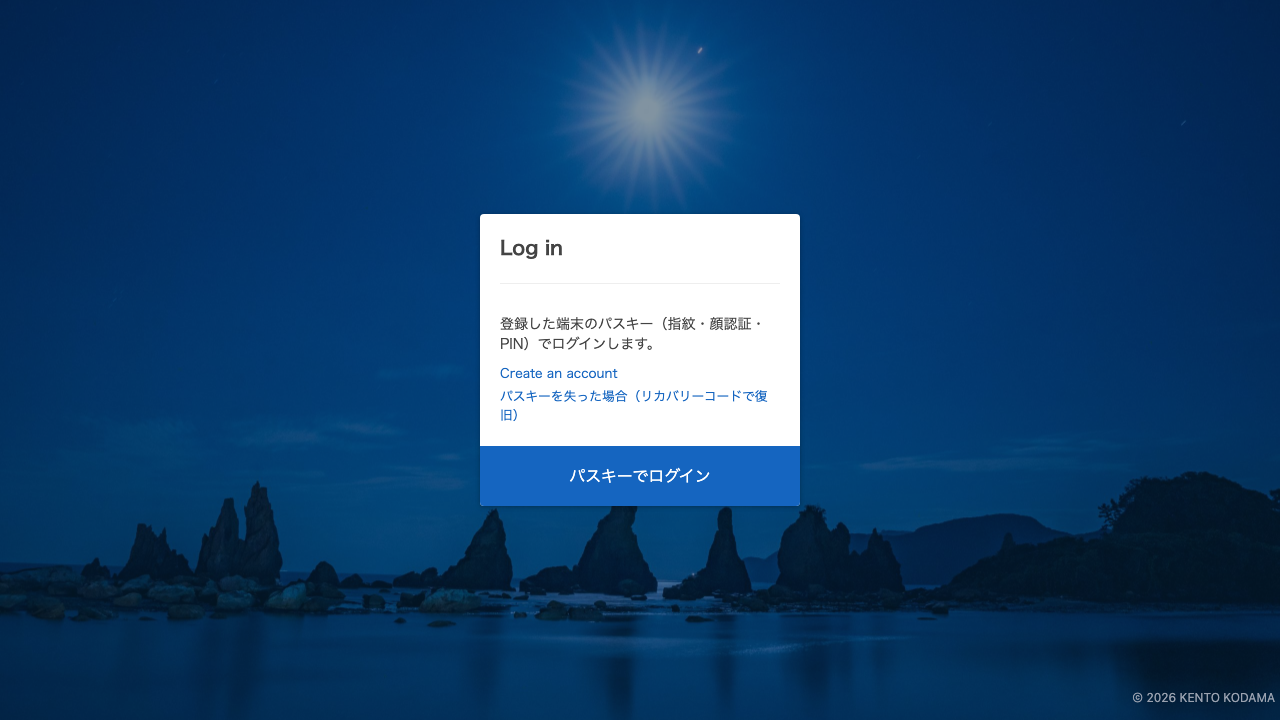 Log in
登録した端末のパスキー（指紋・顔認証・
PIN）でログインします。
Create an account
パスキーを失った場合（リカバリーコードで復
旧）
パスキーでログイン
© 2026 KENTO KODAMA